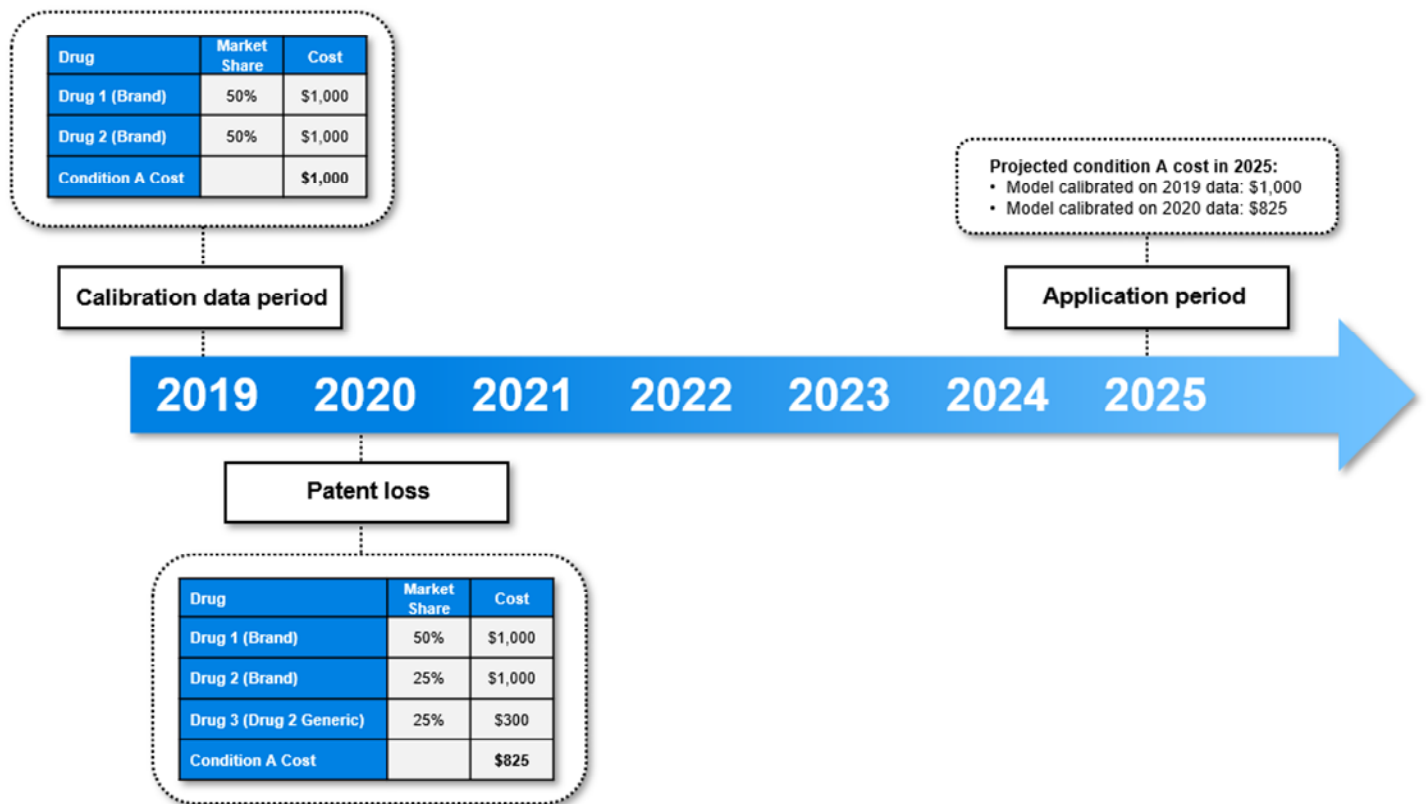 Drug Market Share Cost
Drug 1 (Brand) 50% $1,000
Drug 2 (Brand) 50% $1,000
Condition A Cost $1,000
Calibration data period
Projected condition A cost in 2025:
• Model calibrated on 2019 data: $1,000
• Model calibrated on 2020 data: $825
Application period
2019 2020 2021 2022 2023 2024 2025
Patent loss
Drug Market Share Cost
Drug 1 (Brand) 50% $1,000
Drug 2 (Brand) 25% $1,000
Drug 3 (Drug 2 Generic) 25% $300
Condition A Cost $825